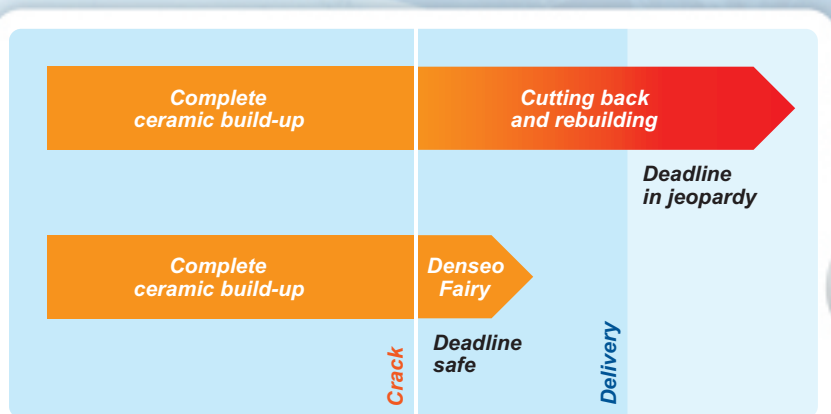 Complete
ceramic build-up
Cutting back
and rebuilding
Deadline
in jeopardy
Complete
ceramic build-up
Denseo
Fairy
Deadline
safe
Crack
Delivery